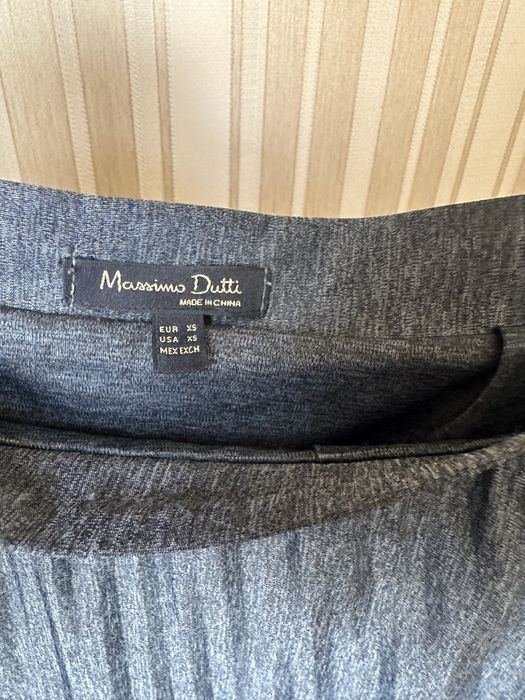 Massimo Dutti
MADE IN CHINA
EUR XS
USA XS
MEX EXCH